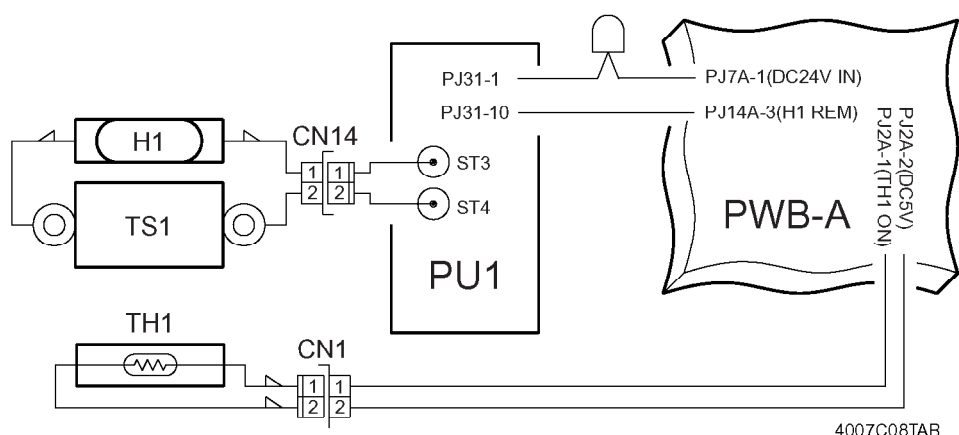 PJ31-1
PJ7A-1(DC24V IN)
PJ31-10
PJ14A-3(H1 REM)
H1
CN14
1
1
2
2
ST3
ST4
TS1
PU1
PWB-A
PJ2A-2(DC5V)
PJ2A-1(TH1 ON)
TH1
CN1
1
1
2
2
4007C08TAB